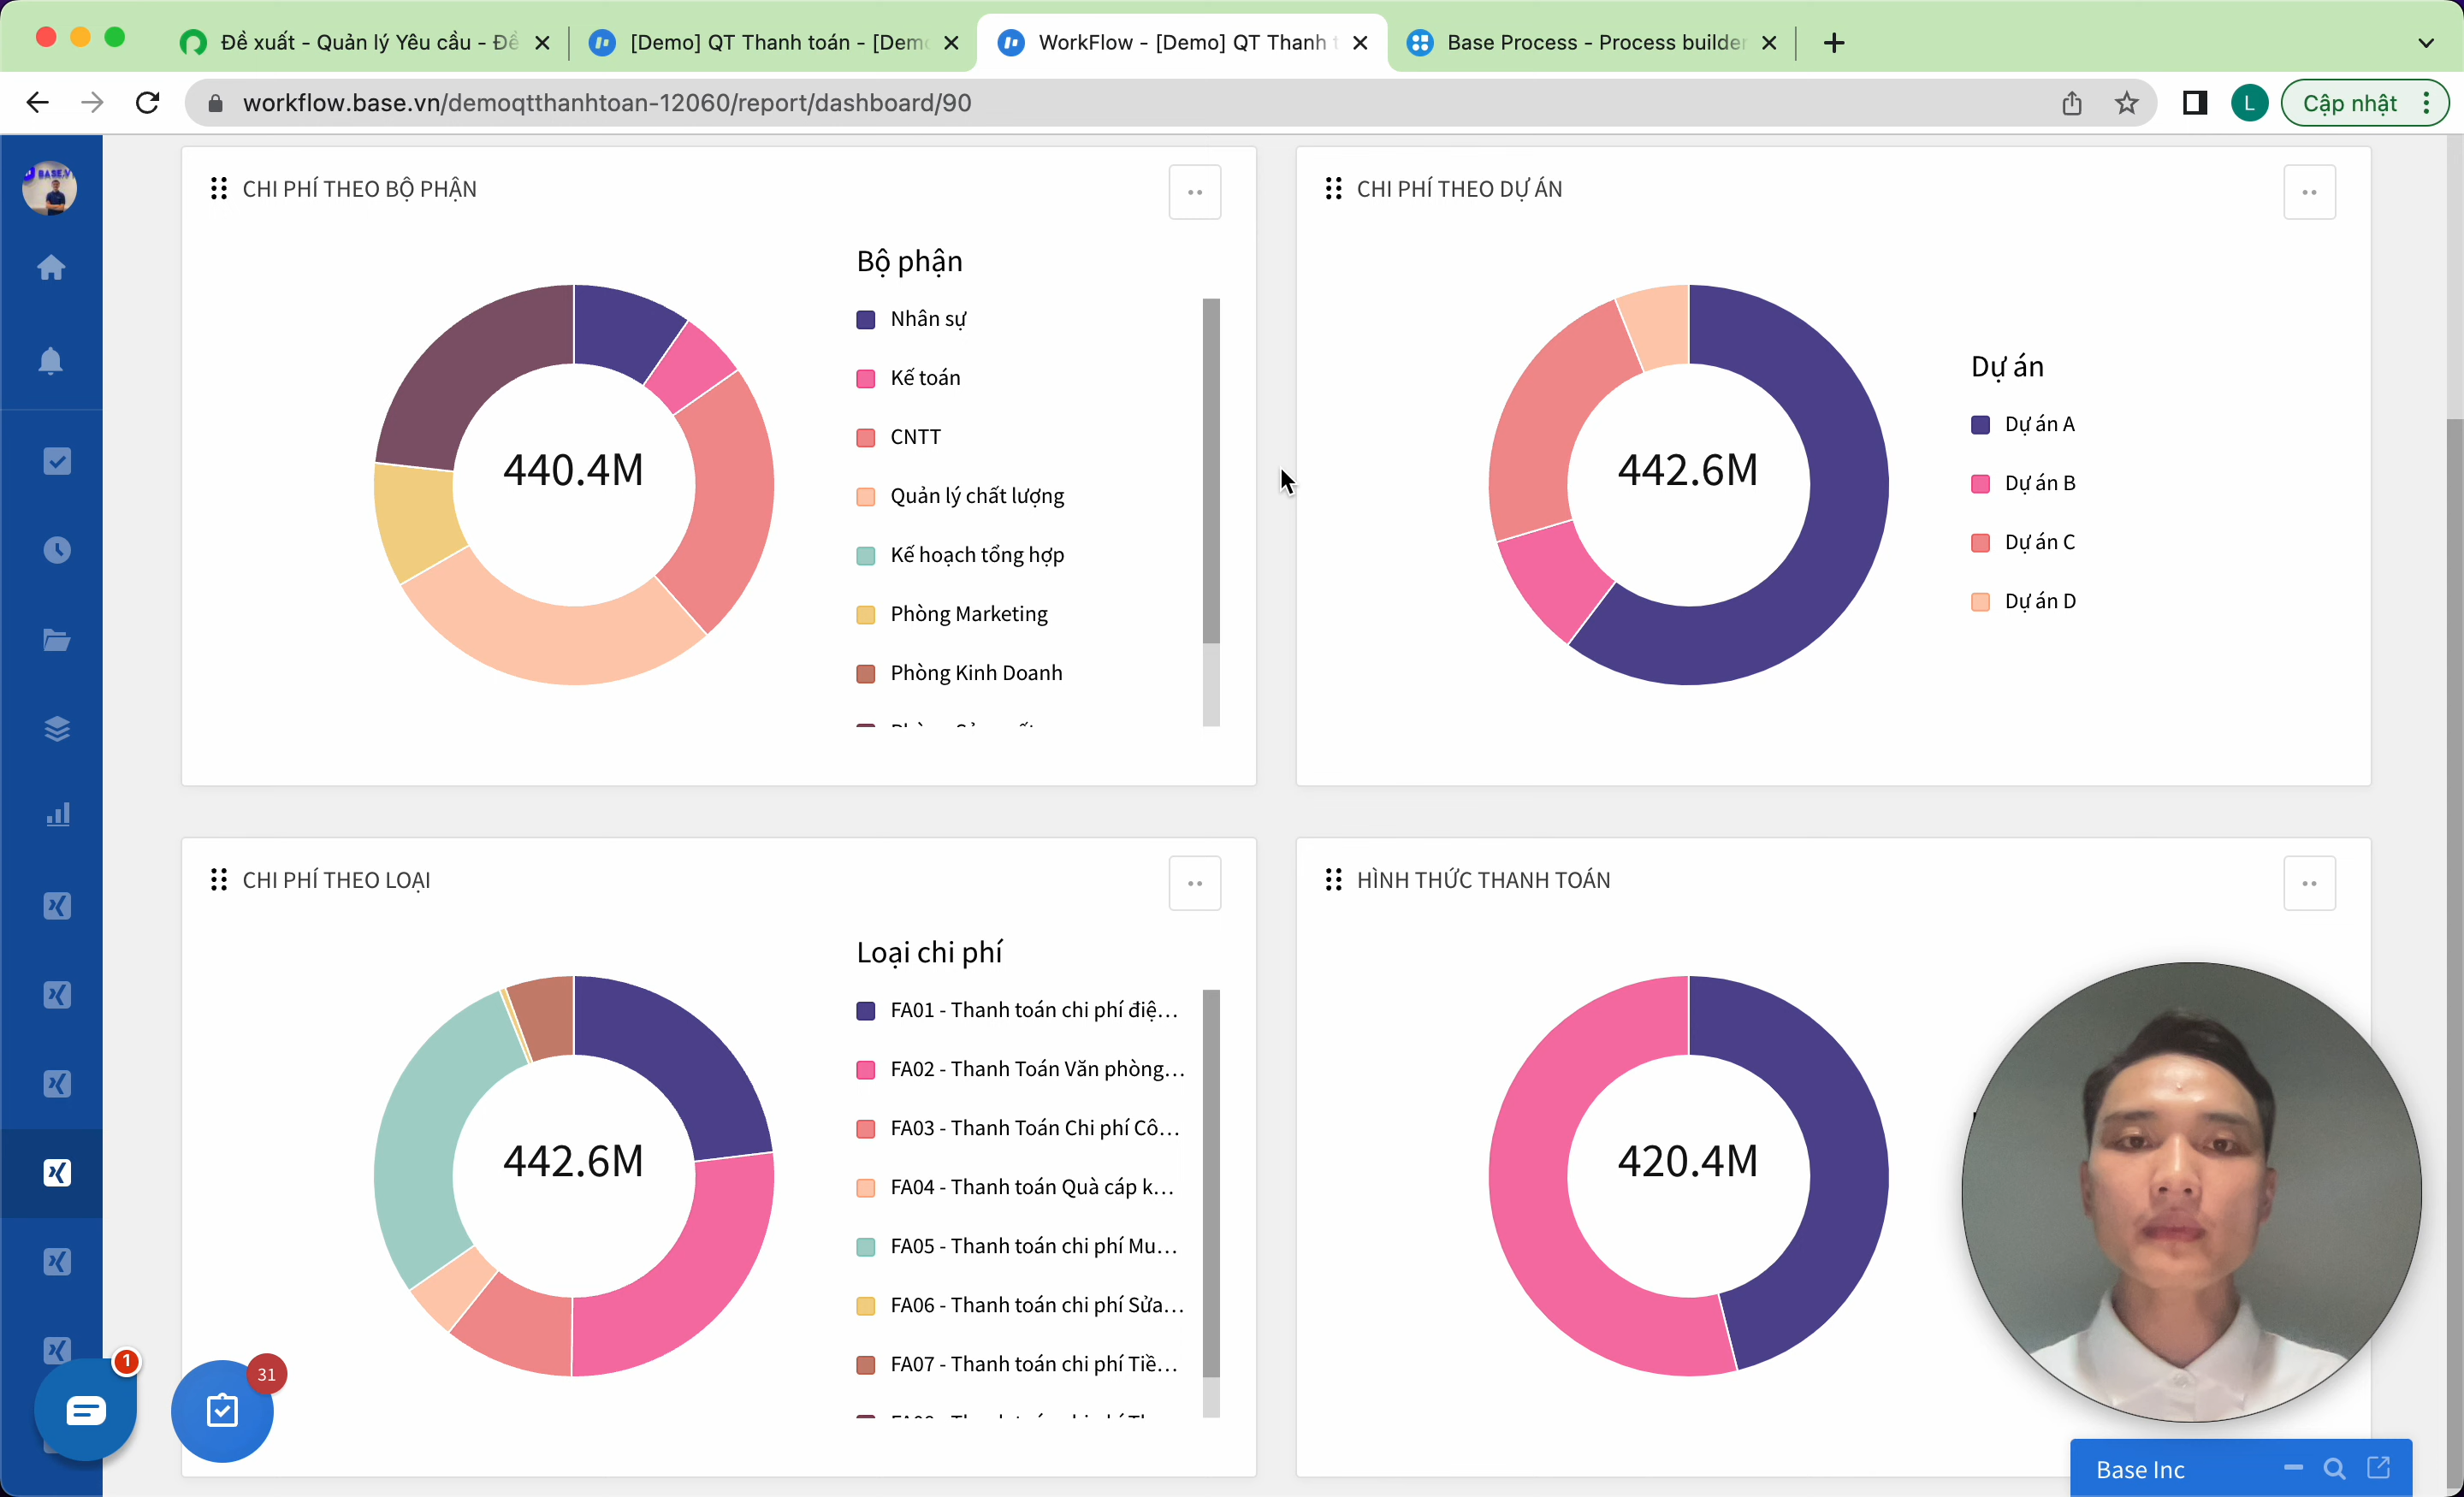 Đề xuất - Quản lý Yêu cầu - Đề
[Demo] QT Thanh toán - [Demo
WorkFlow - [Demo] QT Thanh t
Base Process - Process builder
workflow.base.vn/demoqtthanhtoan-12060/report/dashboard/90
L
Cập nhật
BASE.V
CHI PHÍ THEO BỘ PHẬN
440.4M
Bộ phận
Nhân sự
Kế toán
CNTT
Quản lý chất lượng
Kế hoạch tổng hợp
Phòng Marketing
Phòng Kinh Doanh
CHI PHÍ THEO DỰ ÁN
442.6M
Dự án
Dự án A
Dự án B
Dự án C
Dự án D
CHI PHÍ THEO LOẠI
442.6M
Loại chi phí
FA01 - Thanh toán chi phí điệ...
FA02 - Thanh Toán Văn phòng...
FA03 - Thanh Toán Chi phí Cô...
FA04 - Thanh toán Quà cáp k...
FA05 - Thanh toán chi phí Mu...
FA06 - Thanh toán chi phí Sửa...
FA07 - Thanh toán chi phí Tiề...
HÌNH THỨC THANH TOÁN
420.4M
1
31
Base Inc